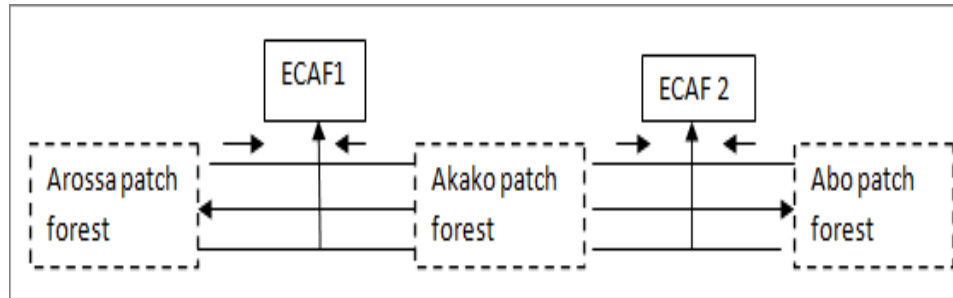 ECAF1
ECAF 2
Arossa patch
forest
Akako patch
forest
Abo patch
forest